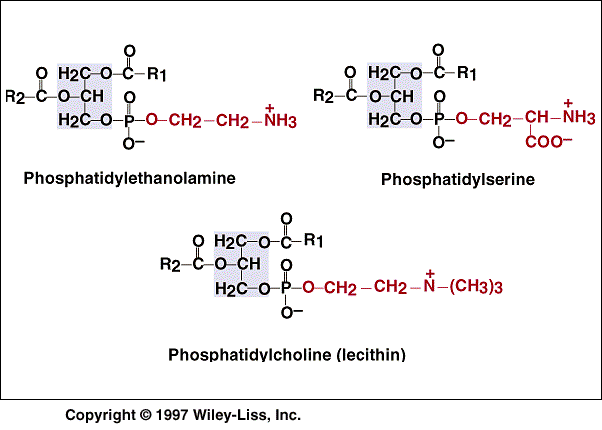 O O
O H2C—O—C—R1 O H2C—O—C—R1
R2—C—O—CH O + R2—C—O—CH O +
H2C—O—P—O—CH2—CH2—NH3 H2C—O—P—O—CH2—CH—NH3
O– O– COO–
Phosphatidylethanolamine Phosphatidylserine
O
O H2C—O—C—R1
R2—C—O—CH O +
H2C—O—P—O—CH2—CH2—N—(CH3)3
O–
Phosphatidylcholine (lecithin)
Copyright © 1997 Wiley-Liss, Inc.